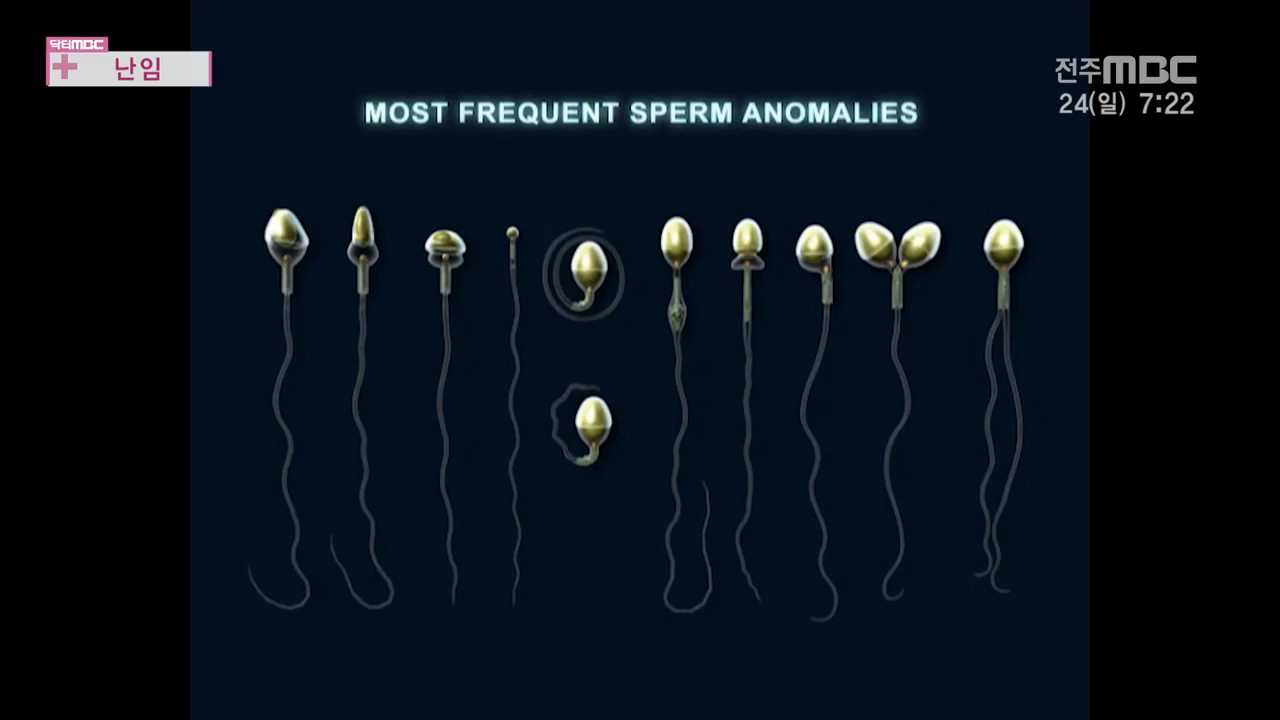 닥터MBC
난임
전주MBC
24(일) 7:22
MOST FREQUENT SPERM ANOMALIES